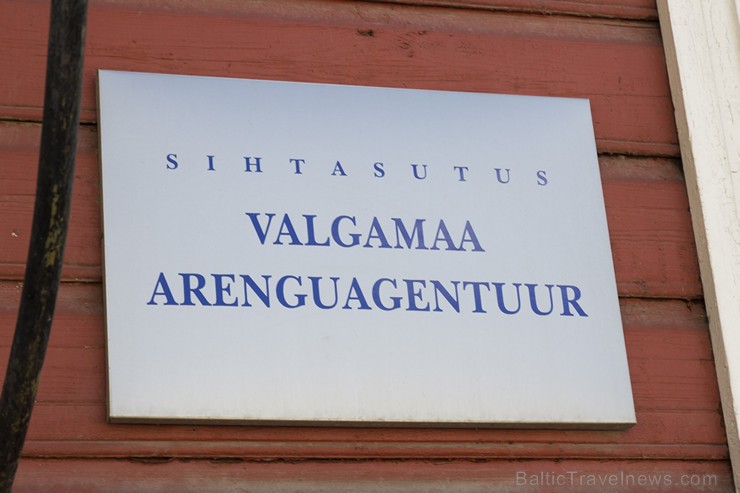 SIHTASUTUS
VALGAMAA
ARENGUAGENTUUR
BalticTravelnews.com